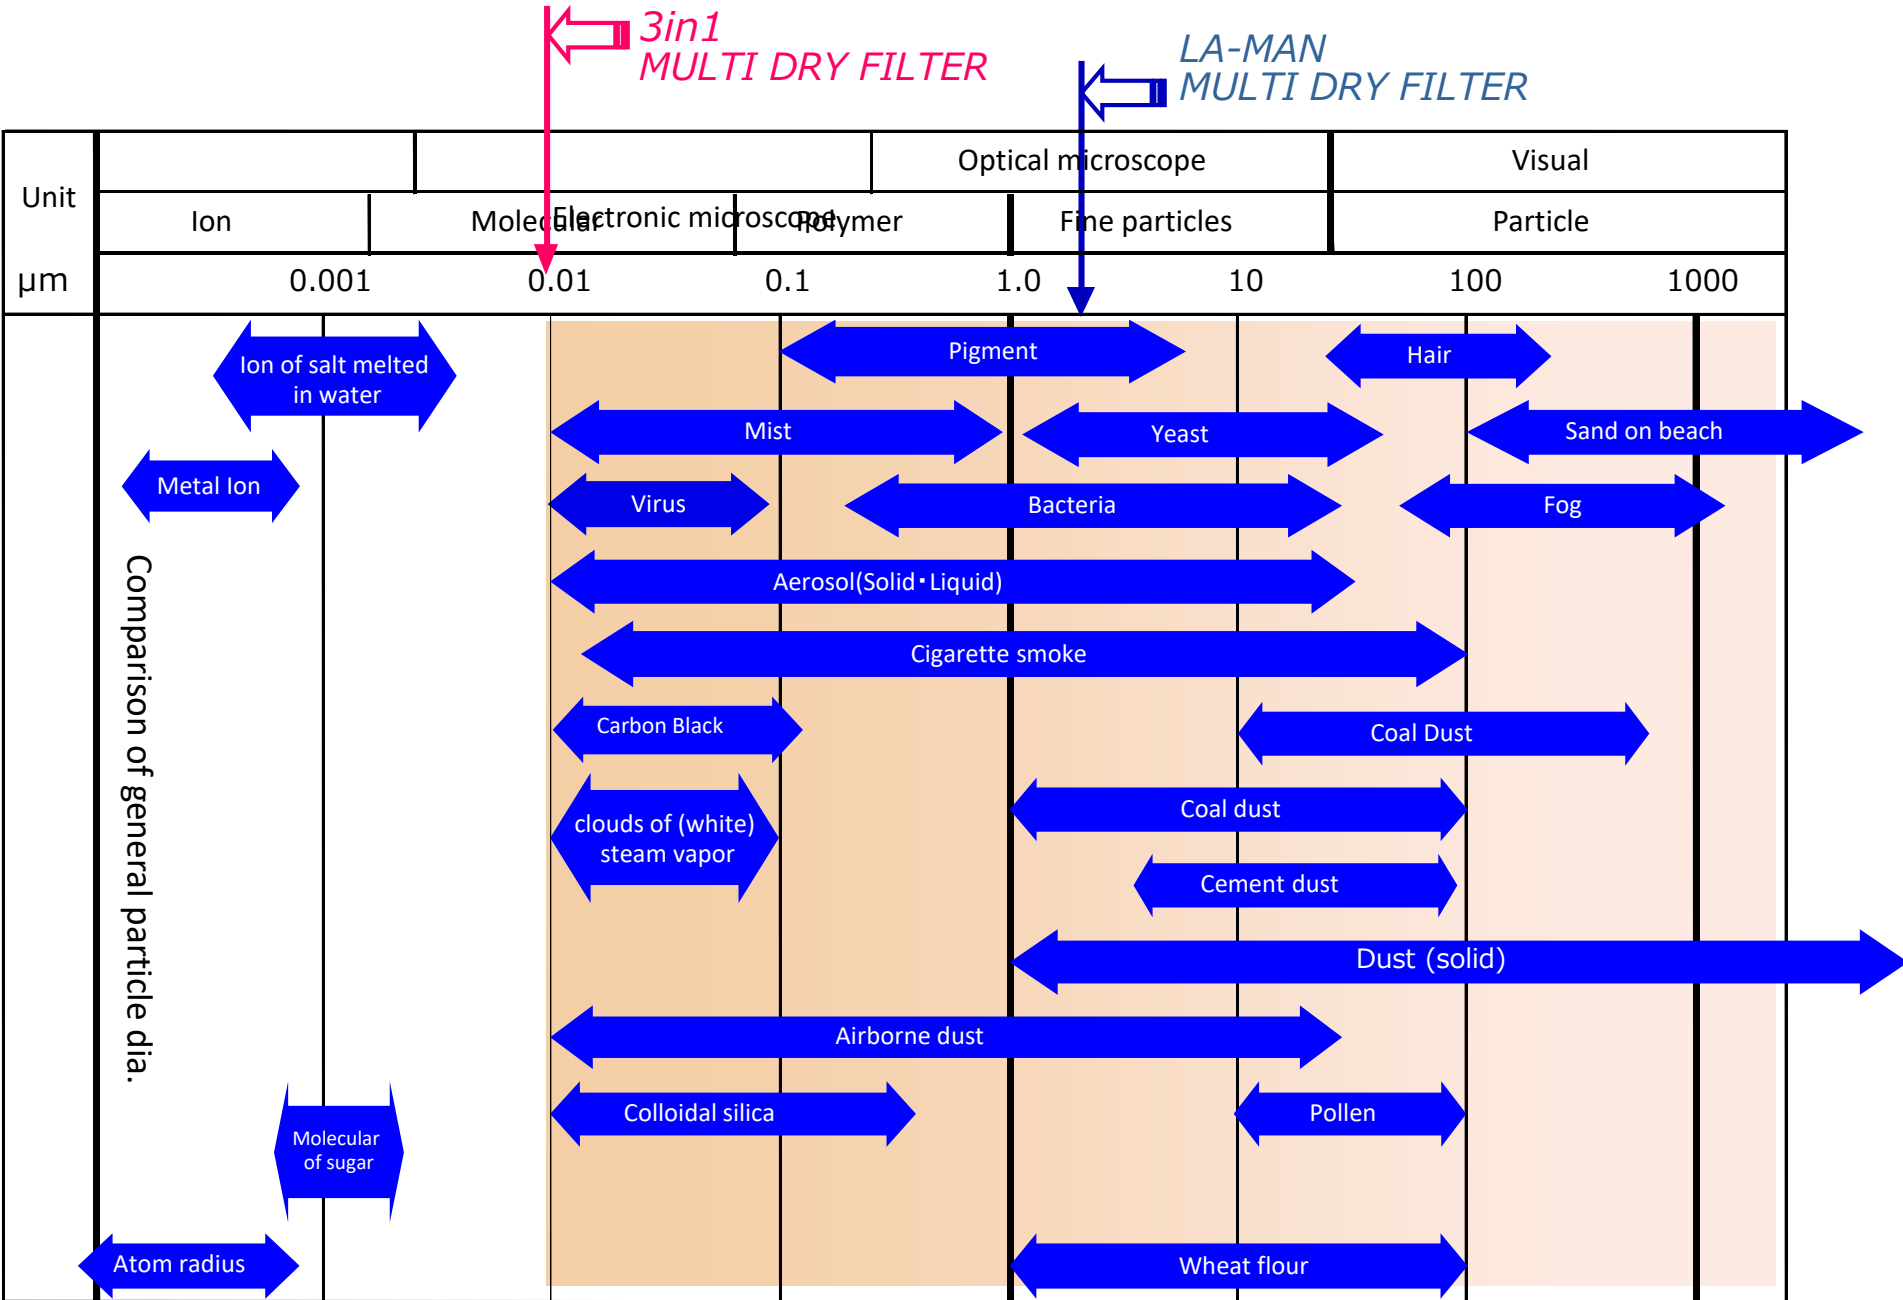 3in1
MULTI DRY FILTER
LA-MAN
MULTI DRY FILTER
Unit
Optical microscope
Visual
Ion
Molecular
Electronic microscope
Polymer
Fine particles
Particle
μm
0.001
0.01
0.1
1.0
10
100
1000
Pigment
Hair
Ion of salt melted
in water
Mist
Yeast
Sand on beach
Metal Ion
Virus
Bacteria
Fog
Comparison of general particle dia.
Aerosol(Solid・Liquid)
Cigarette smoke
Carbon Black
Coal Dust
clouds of (white)
steam vapor
Coal dust
Cement dust
Dust (solid)
Airborne dust
Colloidal silica
Pollen
Molecular
of sugar
Atom radius
Wheat flour